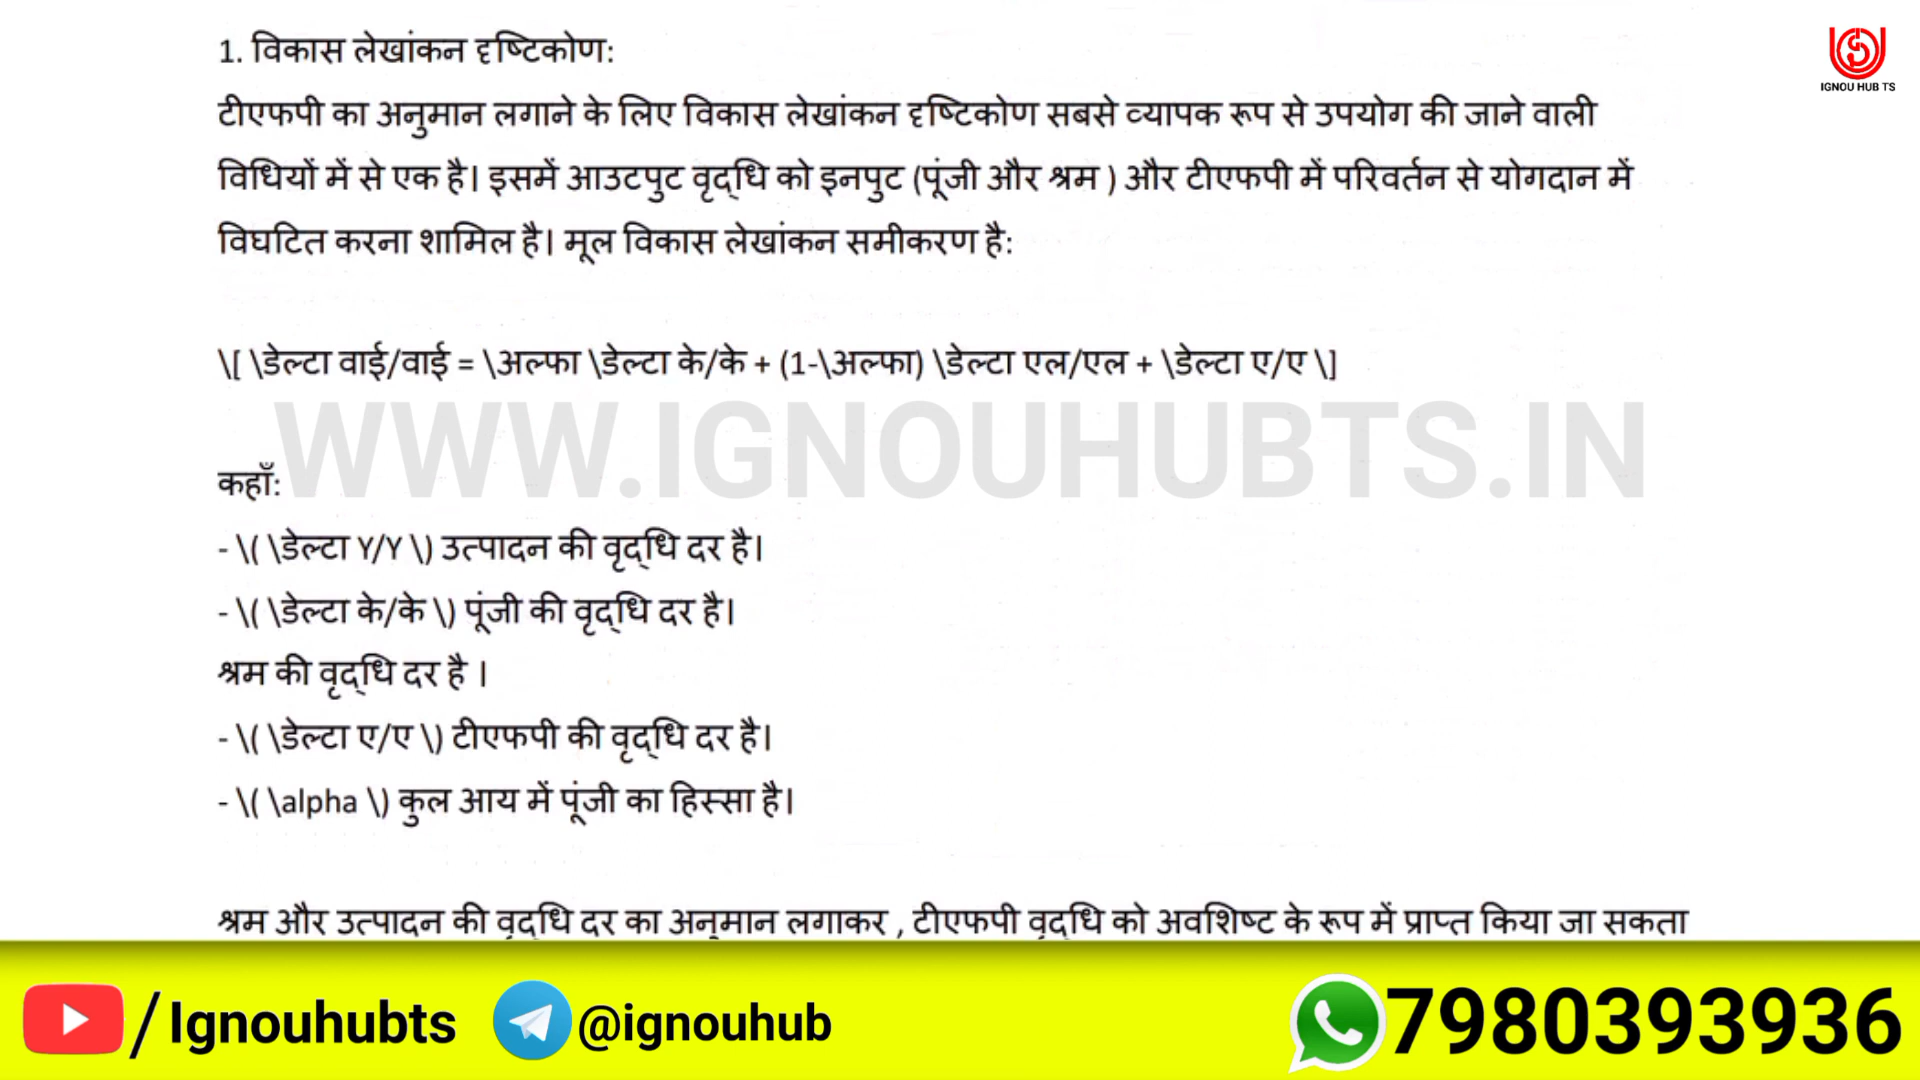 1. विकास लेखांकन दृष्टिकोण:
IGNOU HUB TS
टीएफपी का अनुमान लगाने के लिए विकास लेखांकन दृष्टिकोण सबसे व्यापक रूप से उपयोग की जाने वाली
विधियों में से एक है। इसमें आउटपुट वृद्धि को इनपुट (पूंजी और श्रम ) और टीएफपी में परिवर्तन से योगदान में
विघटित करना शामिल है। मूल विकास लेखांकन समीकरण है:
\[ \डेल्टा वाई/वाई = \अल्फा \डेल्टा के/के + (1-\अल्फा) \डेल्टा एल/एल + \डेल्टा ए/ए \]
WWW.IGNOUHUBTS.IN
कहाँ:
- \( \डेल्टा Y/Y \) उत्पादन की वृद्धि दर है।
- \( \डेल्टा के/के \) पूंजी की वृद्धि दर है।
श्रम की वृद्धि दर है ।
- \( \डेल्टा ए/ए \) टीएफपी की वृद्धि दर है।
- \( \alpha \) कुल आय में पूंजी का हिस्सा है।
श्रम और उत्पादन की वृद्धि दर का अनुमान लगाकर , टीएफपी वृद्धि को अवशिष्ट के रूप में प्राप्त किया जा सकता
/Ignouhubts @ignouhub 7980393936